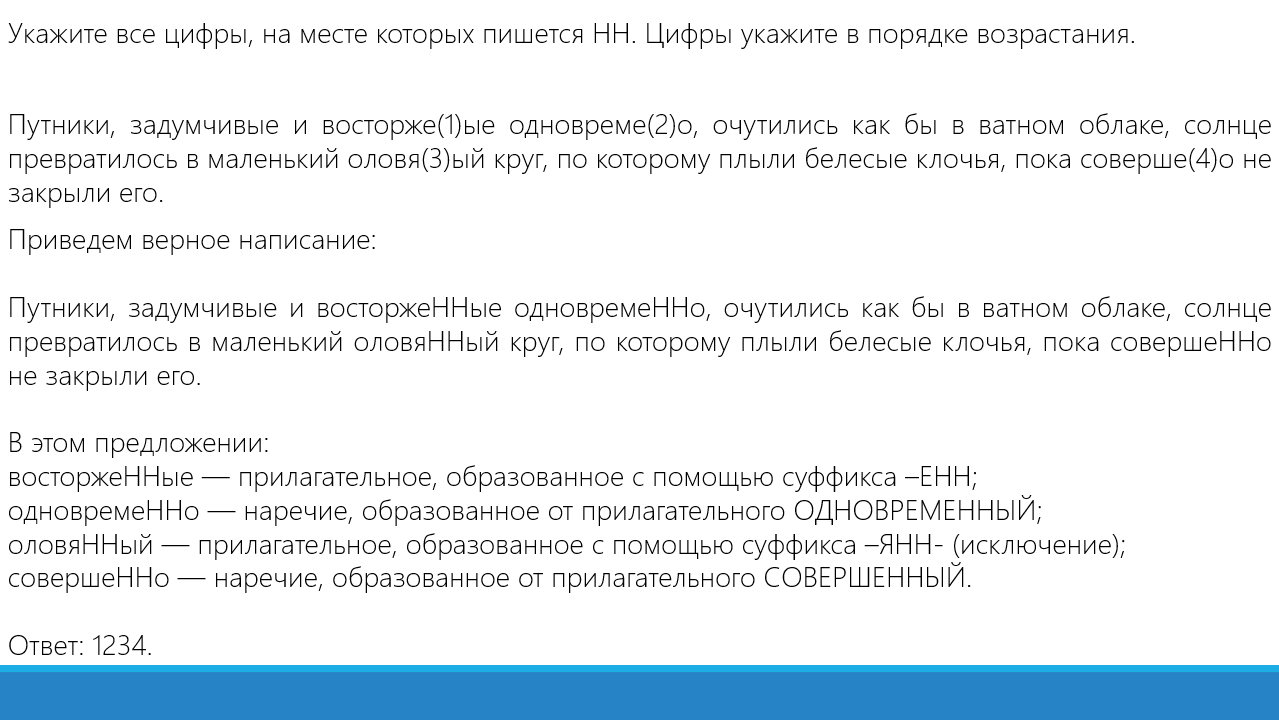 Укажите все цифры, на месте которых пишется НН. Цифры укажите в порядке возрастания.
Путники, задумчивые и восторже(1)ые одновреме(2)о, очутились как бы в ватном облаке, солнце
превратилось в маленький оловя(3)ый круг, по которому плыли белесые клочья, пока соверше(4)о не
закрыли его.
Приведем верное написание:
Путники, задумчивые и восторжеННые одновремеННо, очутились как бы в ватном облаке, солнце
превратилось в маленький оловяННый круг, по которому плыли белесые клочья, пока совершеННо
не закрыли его.
В этом предложении:
восторжеННые — прилагательное, образованное с помощью суффикса –ЕНН;
одновремеННо — наречие, образованное от прилагательного ОДНОВРЕМЕННЫЙ;
оловяННый — прилагательное, образованное с помощью суффикса –ЯНН- (исключение);
совершеННо — наречие, образованное от прилагательного СОВЕРШЕННЫЙ.
Ответ: 1234.